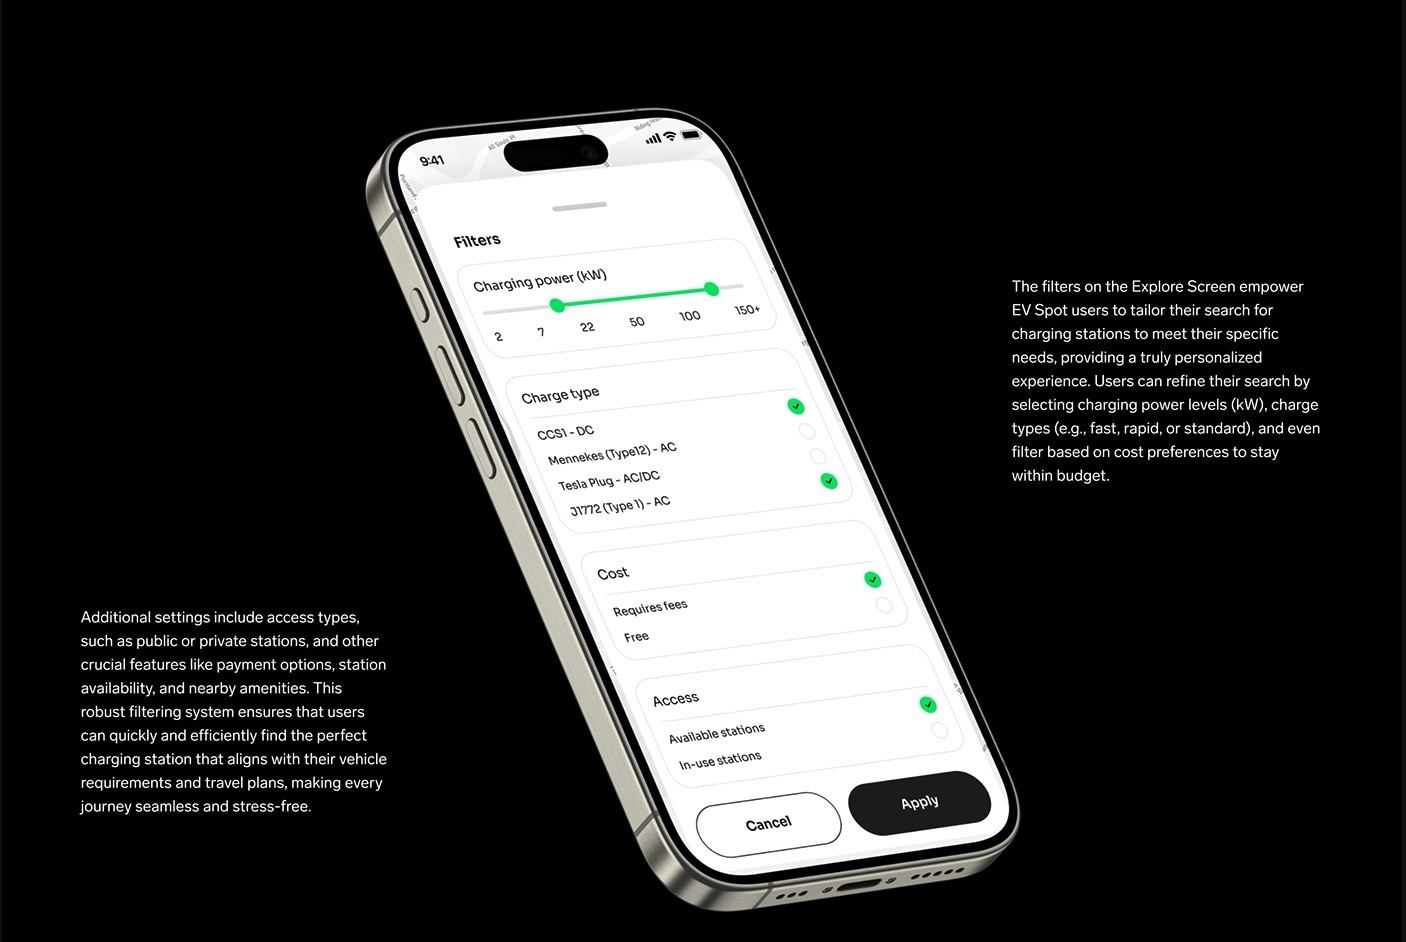 9:41
All Souls' Pl
Riding Hou
Portland
Filters
Charging power (kW)
2 7 22 50 100 150+
Charge type
CCS1 - DC
Mennekes (Type12) - AC
Tesla Plug - AC/DC
J1772 (Type 1) - AC
Cost
Requires fees
Free
Access
Available stations
In-use stations
Cancel
Apply
The filters on the Explore Screen empower
EV Spot users to tailor their search for
charging stations to meet their specific
needs, providing a truly personalized
experience. Users can refine their search by
selecting charging power levels (kW), charge
types (e.g., fast, rapid, or standard), and even
filter based on cost preferences to stay
within budget.
Additional settings include access types,
such as public or private stations, and other
crucial features like payment options, station
availability, and nearby amenities. This
robust filtering system ensures that users
can quickly and efficiently find the perfect
charging station that aligns with their vehicle
requirements and travel plans, making every
journey seamless and stress-free.